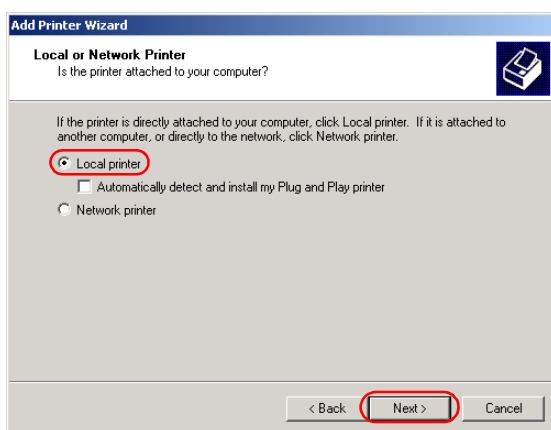 Add Printer Wizard
Local or Network Printer
Is the printer attached to your computer?
If the printer is directly attached to your computer, click Local printer. If it is attached to
another computer, or directly to the network, click Network printer.
Local printer
Automatically detect and install my Plug and Play printer
Network printer
< Back
Next >
Cancel